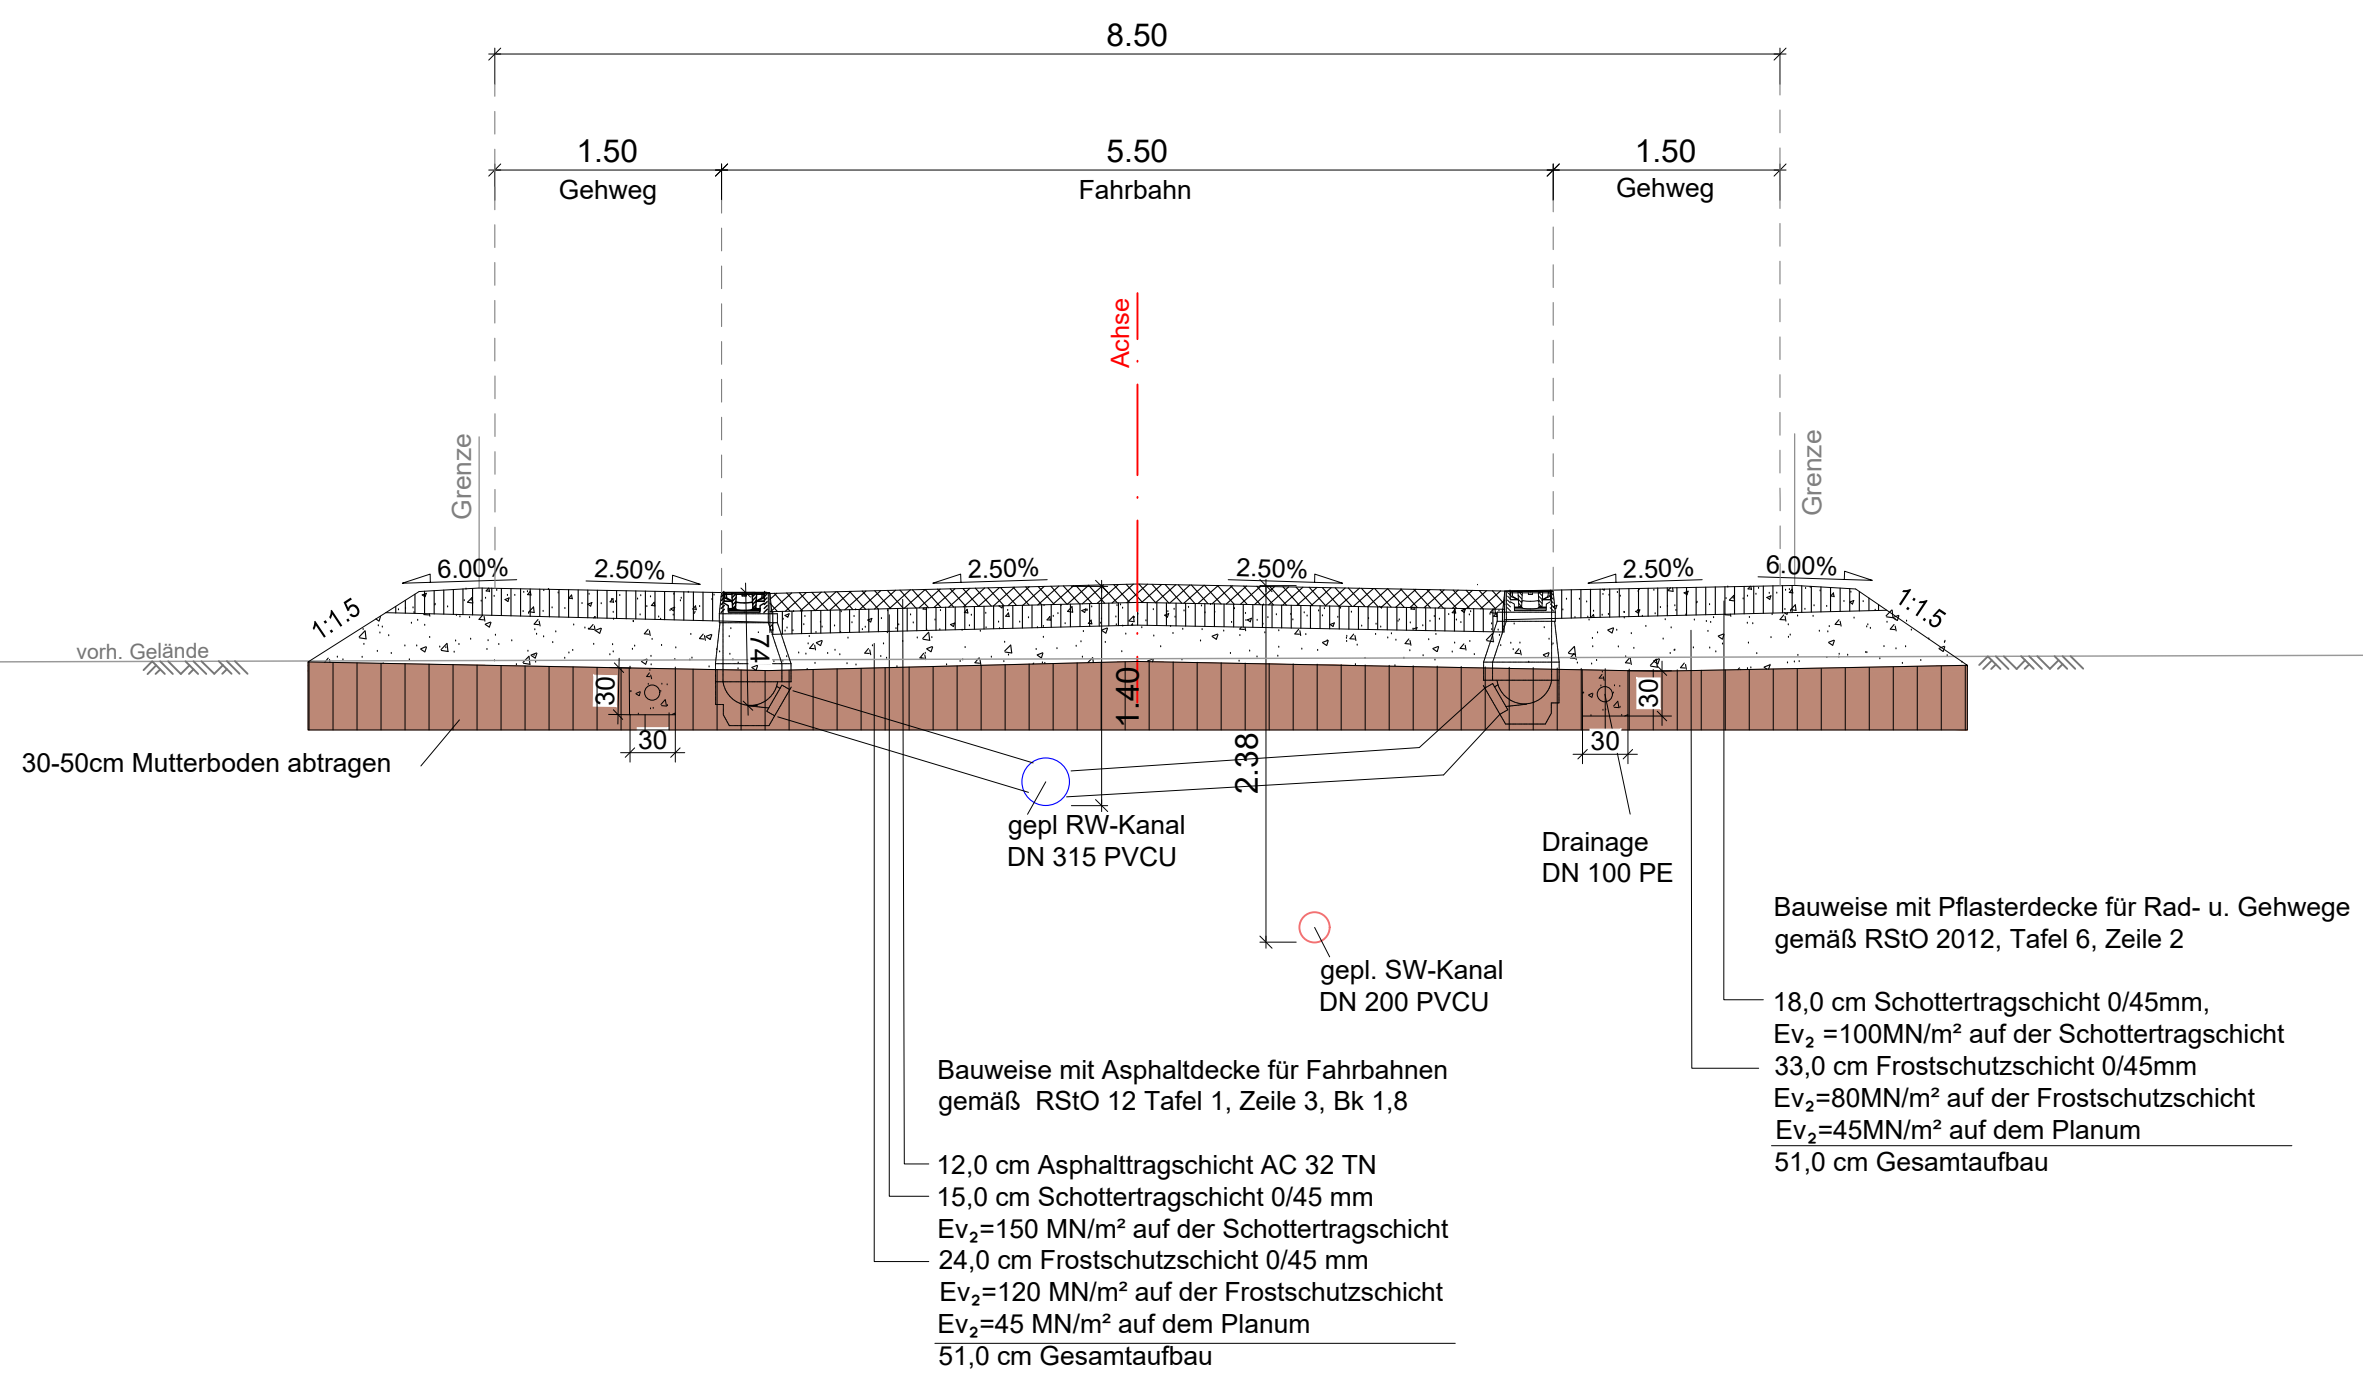 8.50
1.50
5.50
1.50
Gehweg
Fahrbahn
Gehweg
Achse
Grenze
Grenze
6.00%
2.50%
2.50%
2.50%
2.50%
6.00%
1:1.5
1:1.5
vorh. Gelände
74
30
30
1.40
2.38
30
30
30-50cm Mutterboden abtragen
gepl RW-Kanal
DN 315 PVCU
Drainage
DN 100 PE
gepl. SW-Kanal
DN 200 PVCU
Bauweise mit Pflasterdecke für Rad- u. Gehwege
gemäß RStO 2012, Tafel 6, Zeile 2
18,0 cm Schottertragschicht 0/45mm,
Ev₂ =100MN/m² auf der Schottertragschicht
33,0 cm Frostschutzschicht 0/45mm
Ev₂=80MN/m² auf der Frostschutzschicht
Ev₂=45MN/m² auf dem Planum
51,0 cm Gesamtaufbau
Bauweise mit Asphaltdecke für Fahrbahnen
gemäß RStO 12 Tafel 1, Zeile 3, Bk 1,8
12,0 cm Asphalttragschicht AC 32 TN
15,0 cm Schottertragschicht 0/45 mm
Ev₂=150 MN/m² auf der Schottertragschicht
24,0 cm Frostschutzschicht 0/45 mm
Ev₂=120 MN/m² auf der Frostschutzschicht
Ev₂=45 MN/m² auf dem Planum
51,0 cm Gesamtaufbau